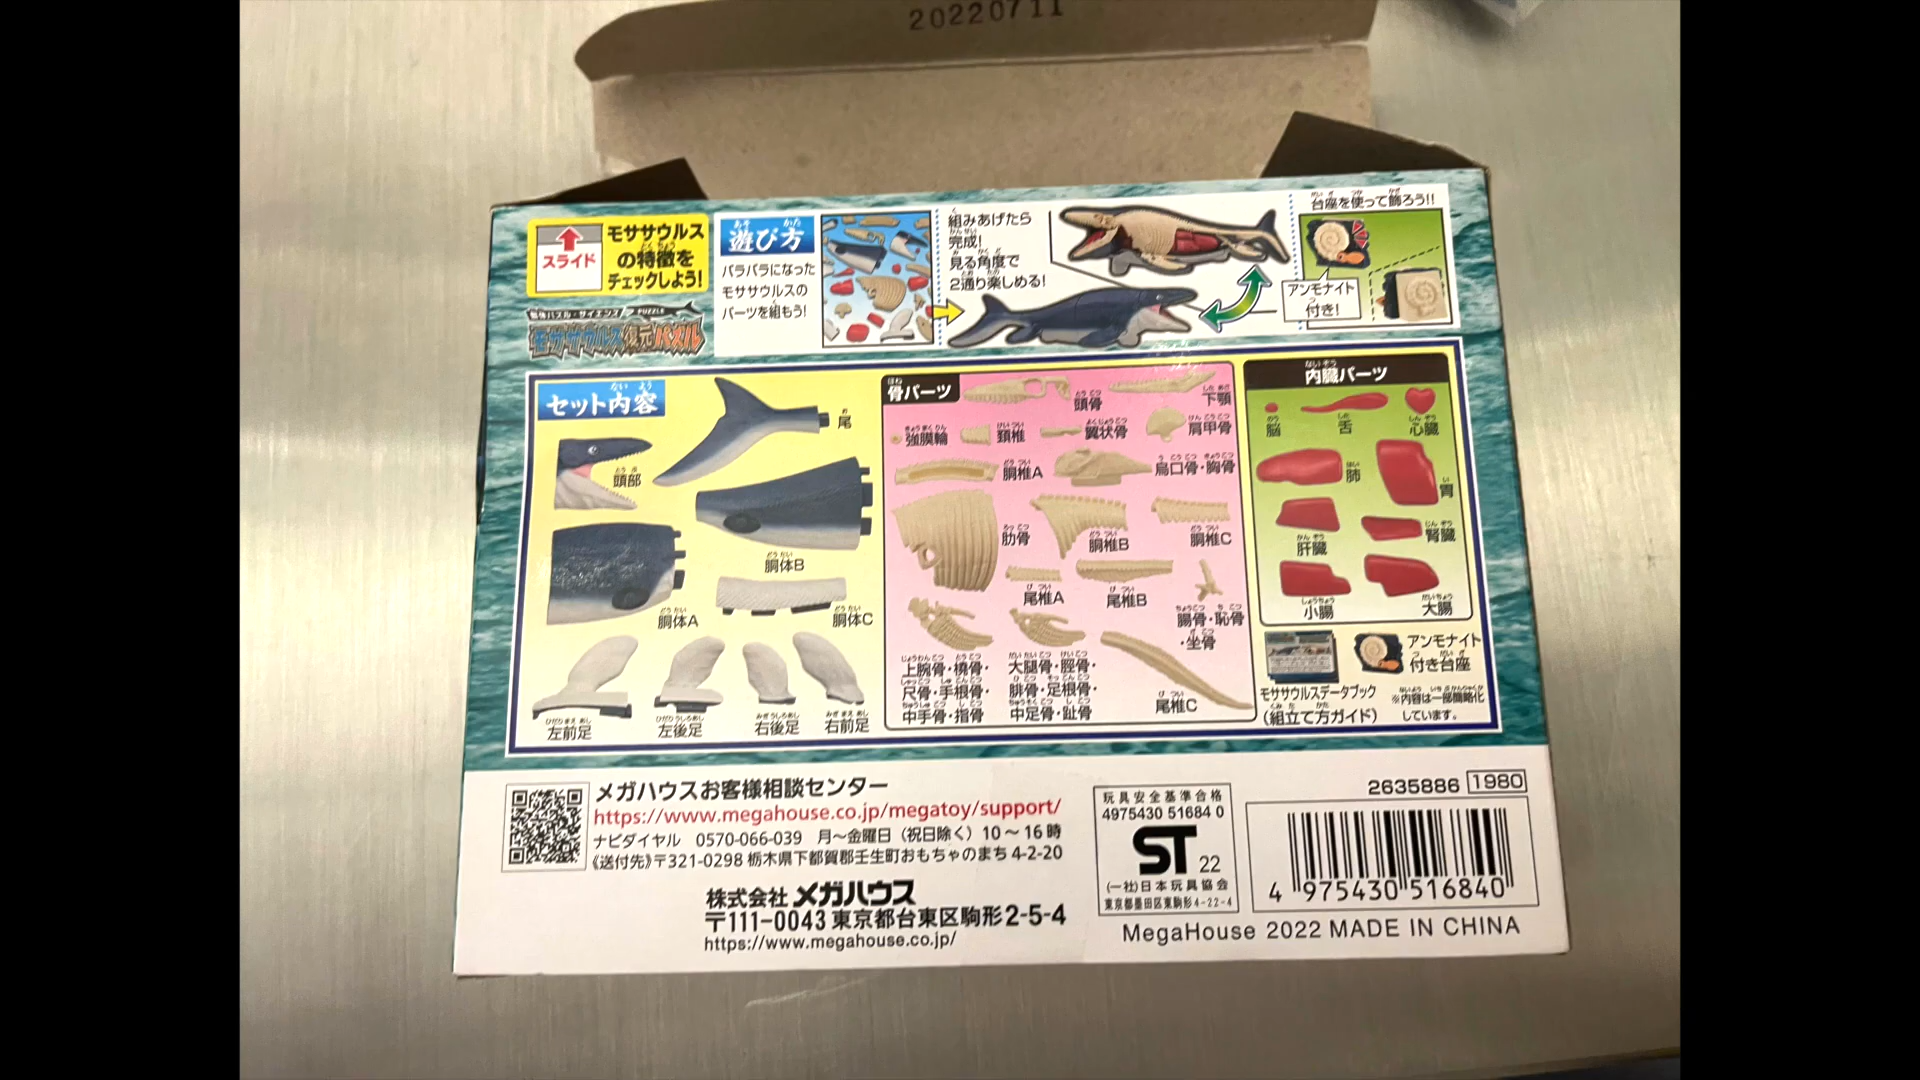 20220711
スライド
モササウルス
の特徴を
チェックしよう!
モササウルス復元パズル
遊び方
バラバラになった
モササウルスの
パーツを組もう!
組みあげたら
完成!
見る角度で
2通り楽しめる!
台座を使って飾ろう!!
アンモナイト
付き!
セット内容
尾
頭部
胴体B
胴体A
胴体C
左前足
左後足
右後足
右前足
骨パーツ
頭骨
下顎
強膜輪
頚椎
翼状骨
肩甲骨
胴椎A
烏口骨・胸骨
肋骨
胴椎B
胴椎C
尾椎A
尾椎B
腸骨・恥骨
・坐骨
上腕骨・橈骨・
尺骨・手根骨・
中手骨・指骨
大腿骨・脛骨・
腓骨・足根骨・
中足骨・趾骨
尾椎C
内臓パーツ
脳
舌
心臓
肺
胃
肝臓
腎臓
小腸
大腸
モササウルスデータブック
(組立て方ガイド)
アンモナイト
付き台座
※内容は一部簡略化
しています。
メガハウスお客様相談センター
https://www.megahouse.co.jp/megatoy/support/
ナビダイヤル 0570-066-039 月〜金曜日(祝日除く)10〜16時
《送付先》〒321-0298 栃木県下都賀郡壬生町おもちゃのまち4-2-20
株式会社 メガハウス
〒111-0043 東京都台東区駒形2-5-4
https://www.megahouse.co.jp/
玩具安全基準合格
4975430 51684 0
ST 22
(一社)日本玩具協会
東京都墨田区東駒形4-22-4
2635886 1980
4 975430 516840
MegaHouse 2022 MADE IN CHINA